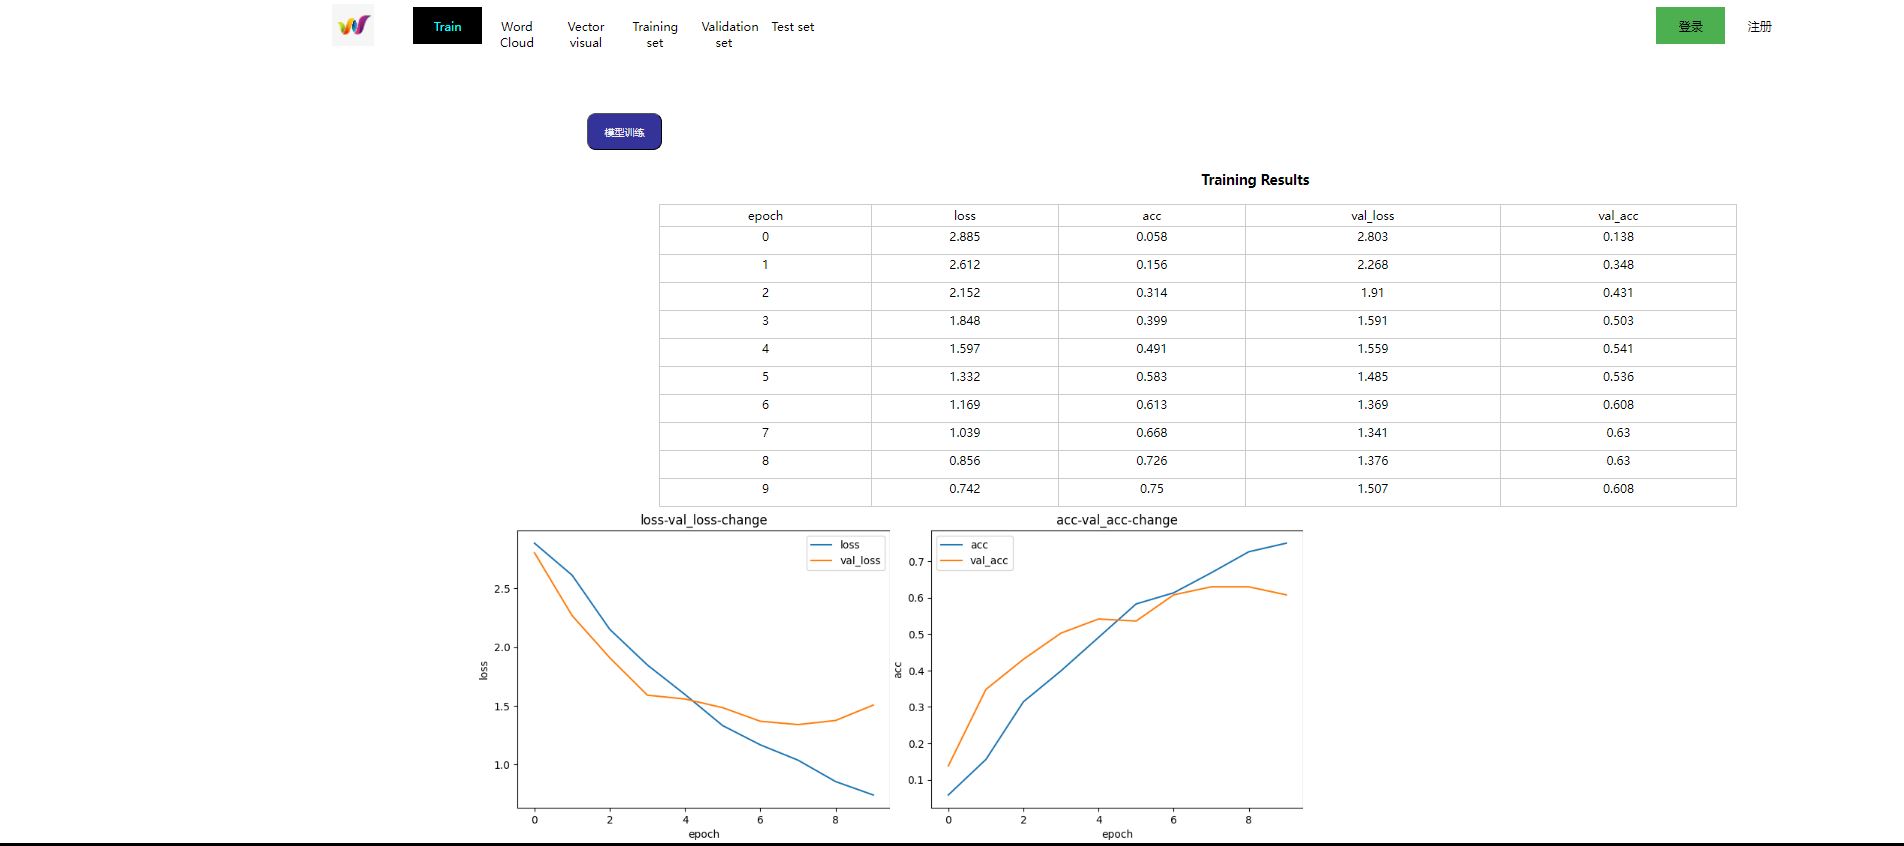 Train
Word Cloud
Vector visual
Training set
Validation set
Test set
登录
注册
模型训练
Training Results
epoch loss acc val_loss val_acc
0 2.885 0.058 2.803 0.138
1 2.612 0.156 2.268 0.348
2 2.152 0.314 1.91 0.431
3 1.848 0.399 1.591 0.503
4 1.597 0.491 1.559 0.541
5 1.332 0.583 1.485 0.536
6 1.169 0.613 1.369 0.608
7 1.039 0.668 1.341 0.63
8 0.856 0.726 1.376 0.63
9 0.742 0.75 1.507 0.608
loss-val_loss-change
loss
val_loss
2.5
2.0
1.5
1.0
loss
0 2 4 6 8
epoch
acc-val_acc-change
acc
val_acc
0.7
0.6
0.5
0.4
0.3
0.2
0.1
acc
0 2 4 6 8
epoch